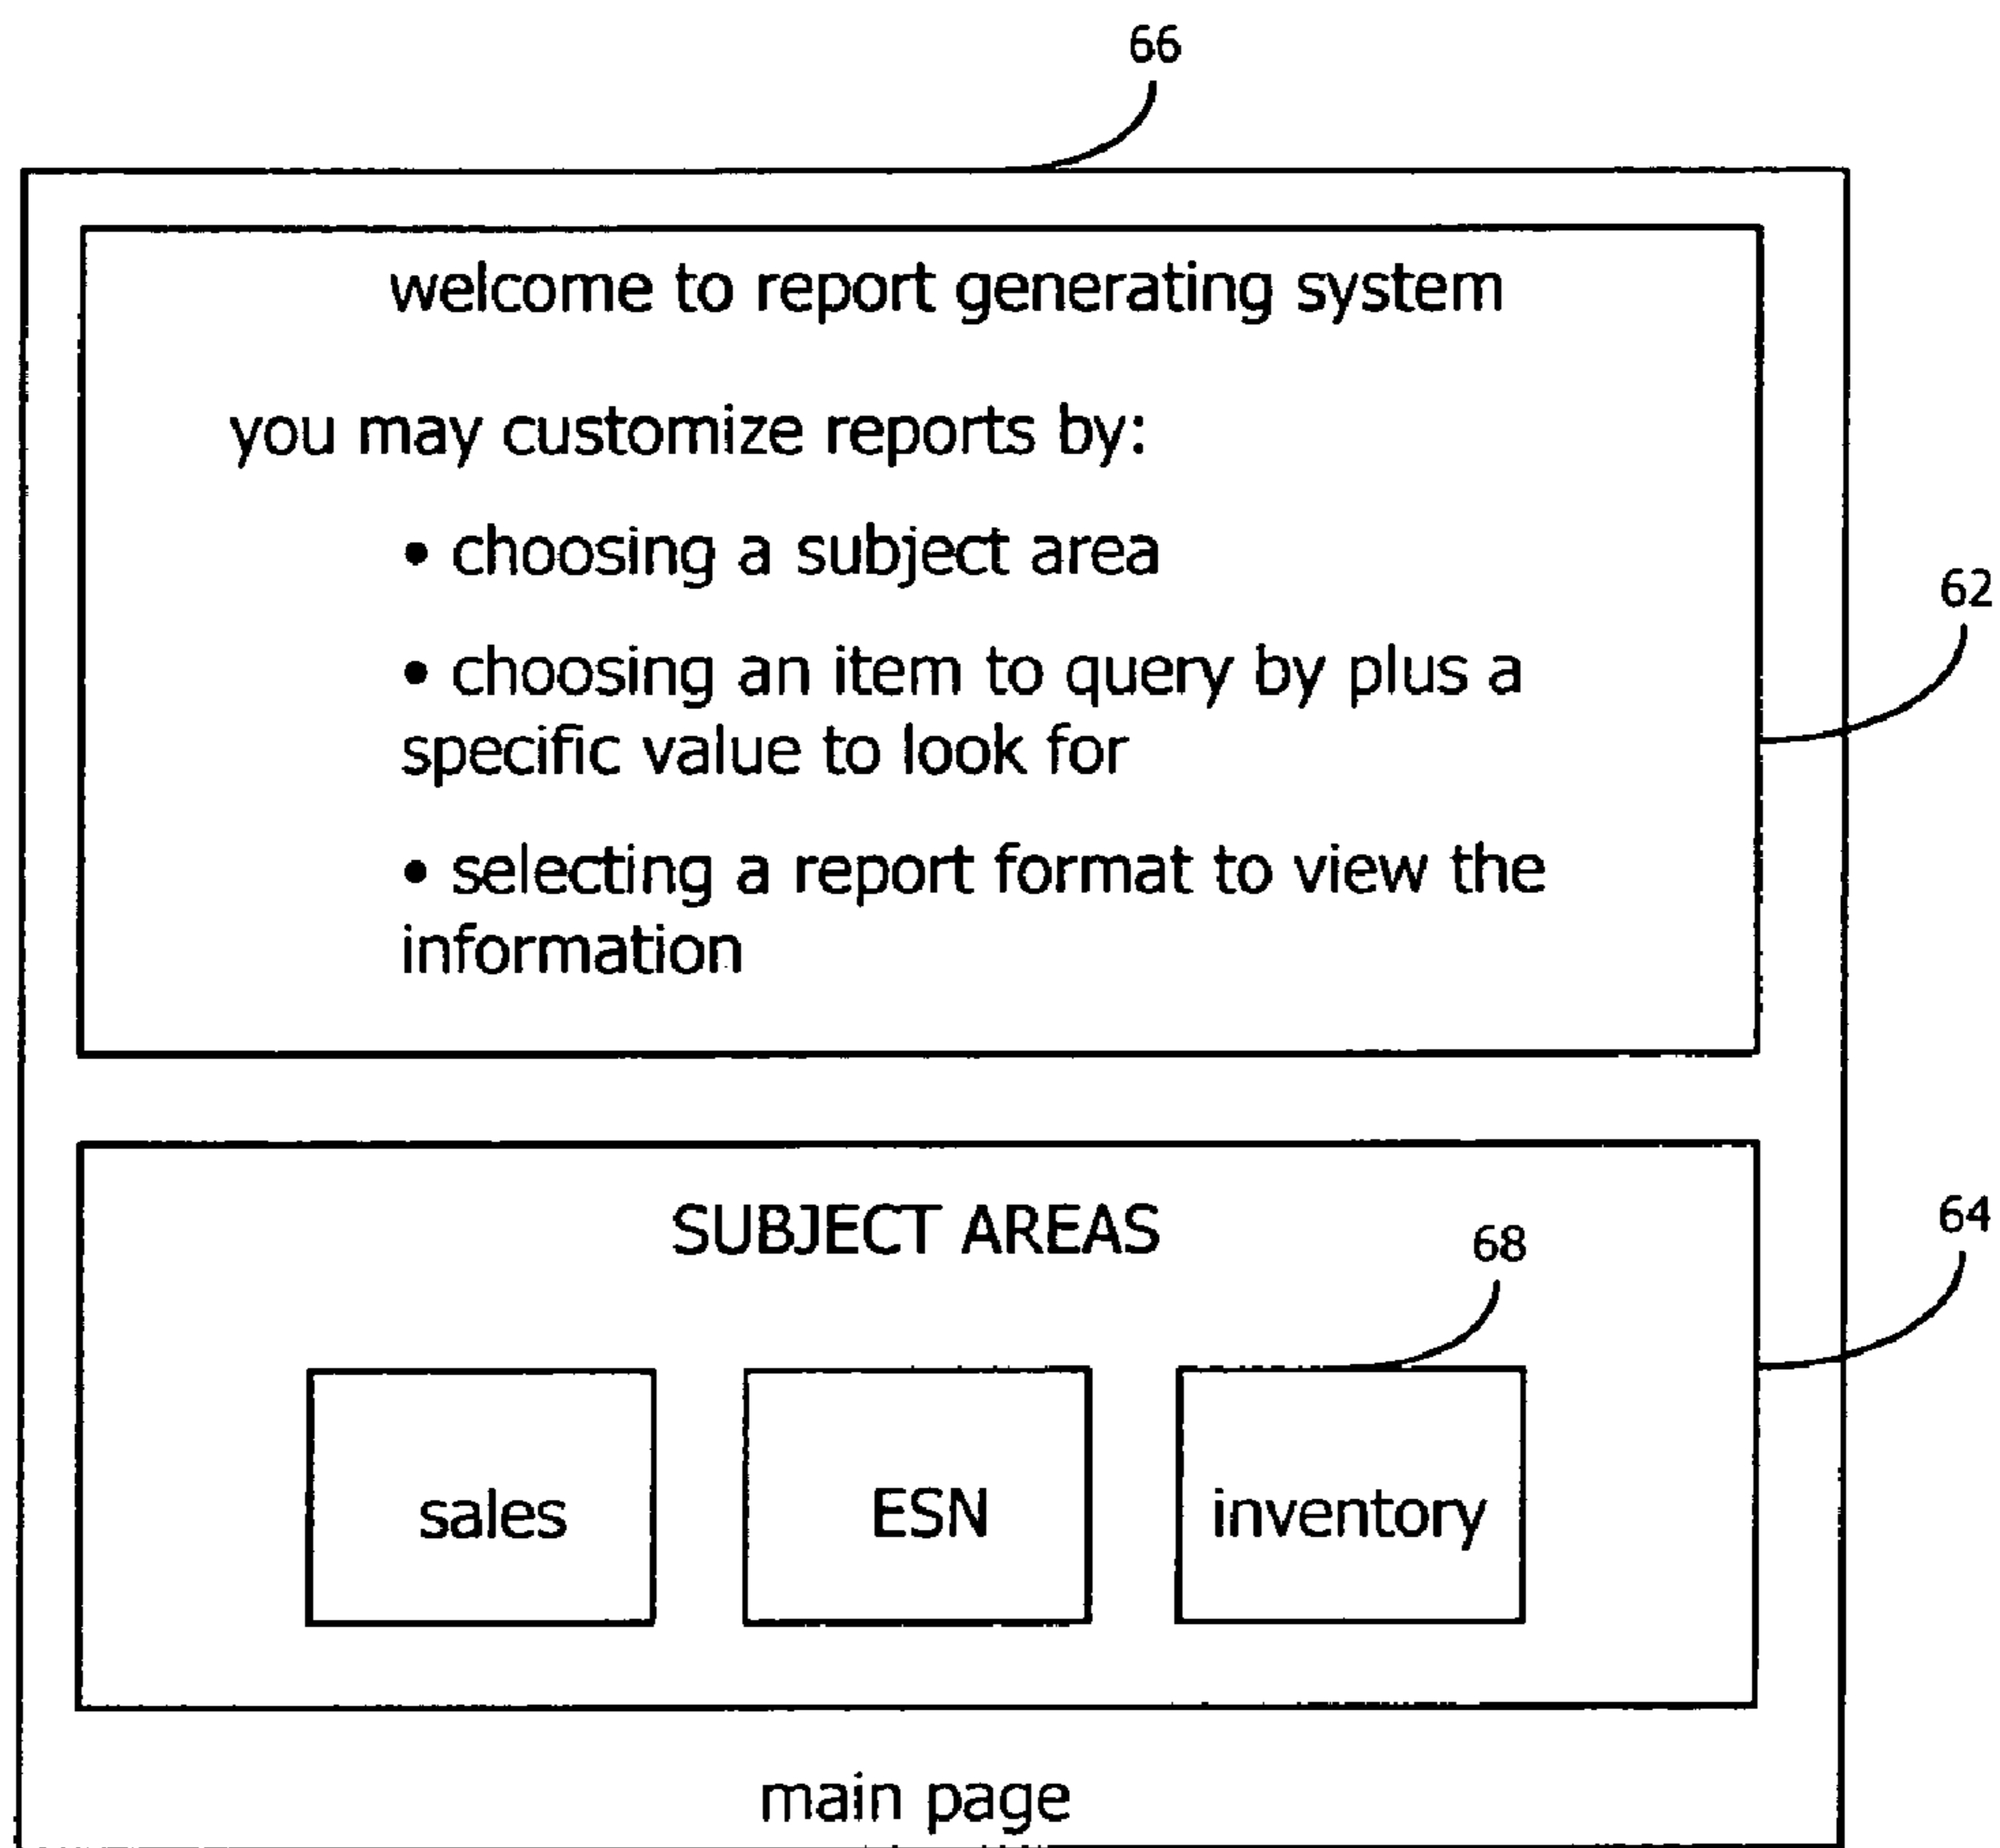 66
welcome to report generating system
you may customize reports by:
• choosing a subject area
62
• choosing an item to query by plus a
specific value to look for
• selecting a report format to view the
information
SUBJECT AREAS
64
68
sales
ESN
inventory
main page